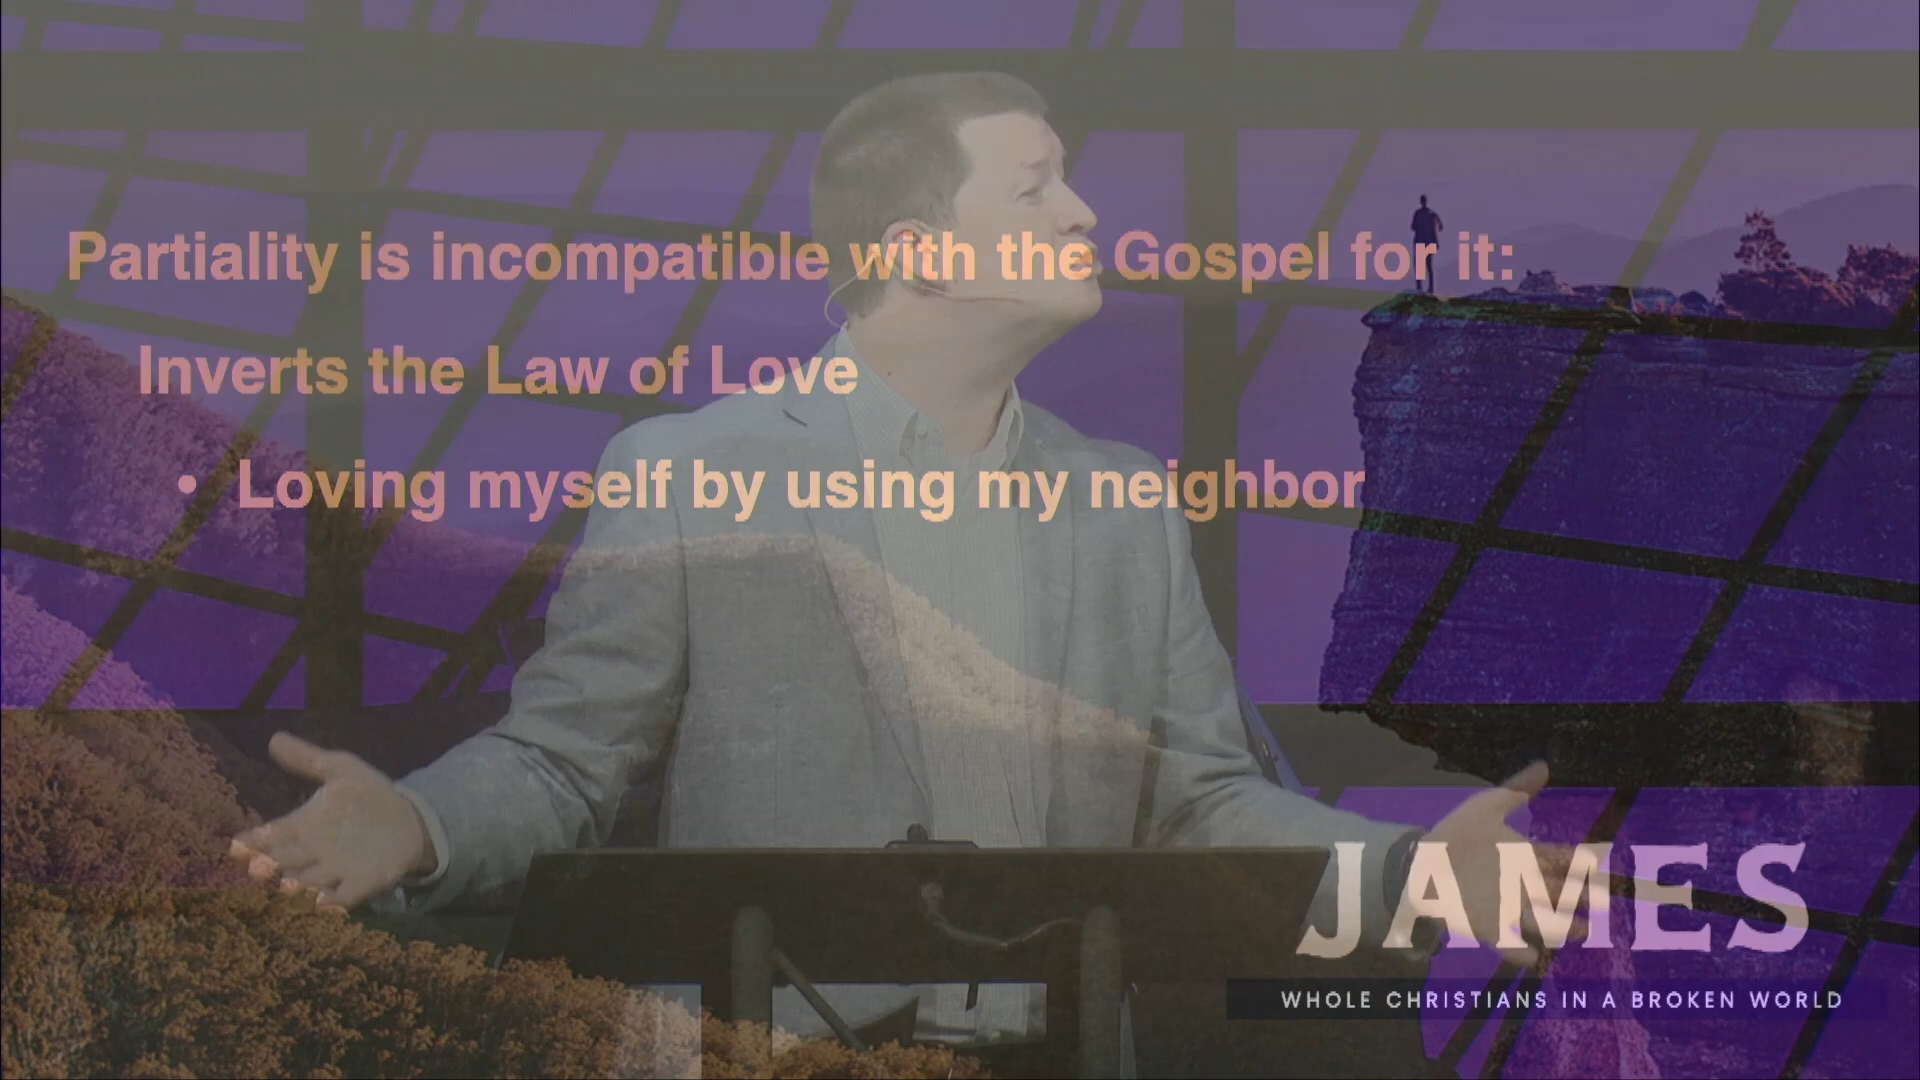 Partiality is incompatible with the Gospel for it:
Inverts the Law of Love
• Loving myself by using my neighbor
JAMES
WHOLE CHRISTIANS IN A BROKEN WORLD